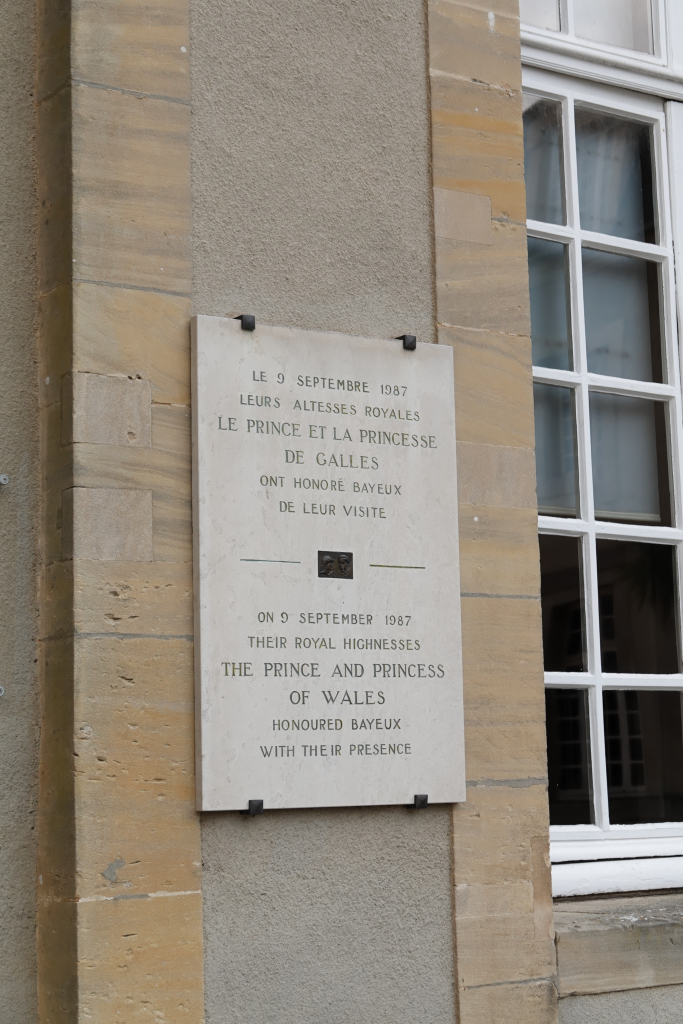 LE 9 SEPTEMBRE 1987
LEURS ALTESSES ROYALES
LE PRINCE ET LA PRINCESSE
DE GALLES
ONT HONORÉ BAYEUX
DE LEUR VISITE
ON 9 SEPTEMBER 1987
THEIR ROYAL HIGHNESSES
THE PRINCE AND PRINCESS
OF WALES
HONOURED BAYEUX
WITH THEIR PRESENCE